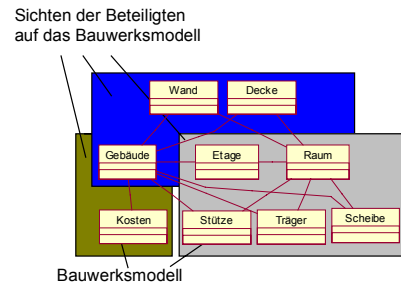 Sichten der Beteiligten
auf das Bauwerksmodell
Wand Decke
Gebäude Etage Raum
Kosten Stütze Träger Scheibe
Bauwerksmodell